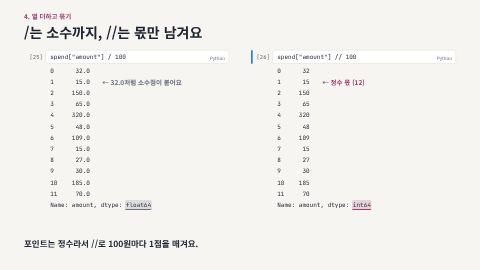 4. 열 더하고 묶기
/는 소수까지, //는 몫만 남겨요
[25] spend["amount"] / 100 Python
0 32.0
1 15.0 ← 32.0처럼 소수점이 붙어요
2 150.0
3 65.0
4 320.0
5 48.0
6 109.0
7 15.0
8 27.0
9 30.0
10 185.0
11 70.0
Name: amount, dtype: float64
[26] spend["amount"] // 100 Python
0 32
1 15 ← 정수 몫 (12)
2 150
3 65
4 320
5 48
6 109
7 15
8 27
9 30
10 185
11 70
Name: amount, dtype: int64
포인트는 정수라서 //로 100원마다 1점을 매겨요.